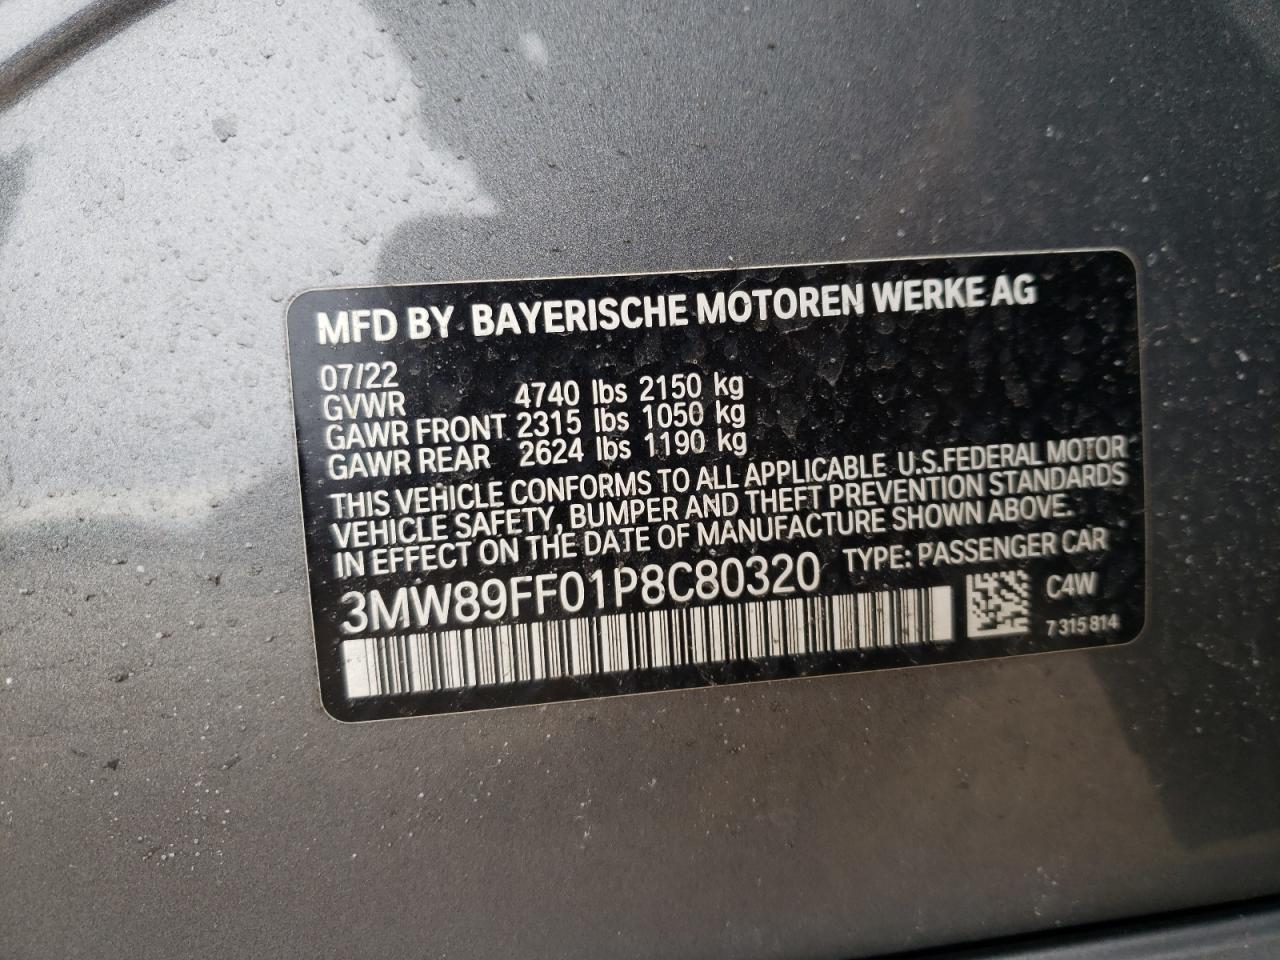 MFD BY BAYERISCHE MOTOREN WERKE AG
07/22
GVWR 4740 lbs 2150 kg
GAWR FRONT 2315 lbs 1050 kg
GAWR REAR 2624 lbs 1190 kg
THIS VEHICLE CONFORMS TO ALL APPLICABLE U.S.FEDERAL MOTOR
VEHICLE SAFETY, BUMPER AND THEFT PREVENTION STANDARDS
IN EFFECT ON THE DATE OF MANUFACTURE SHOWN ABOVE.
3MW89FF01P8C80320 TYPE: PASSENGER CAR
C4W
7 315 814